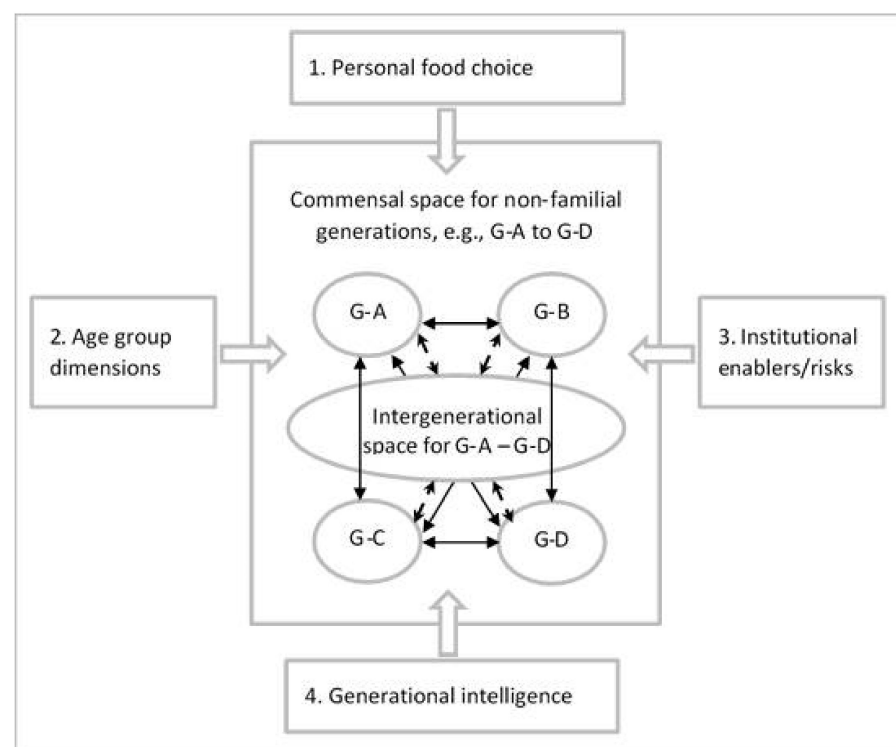 1. Personal food choice
Commensal space for non-familial
generations, e.g., G-A to G-D
G-A
G-B
2. Age group
dimensions
3. Institutional
enablers/risks
Intergenerational
space for G-A – G-D
G-C
G-D
4. Generational intelligence